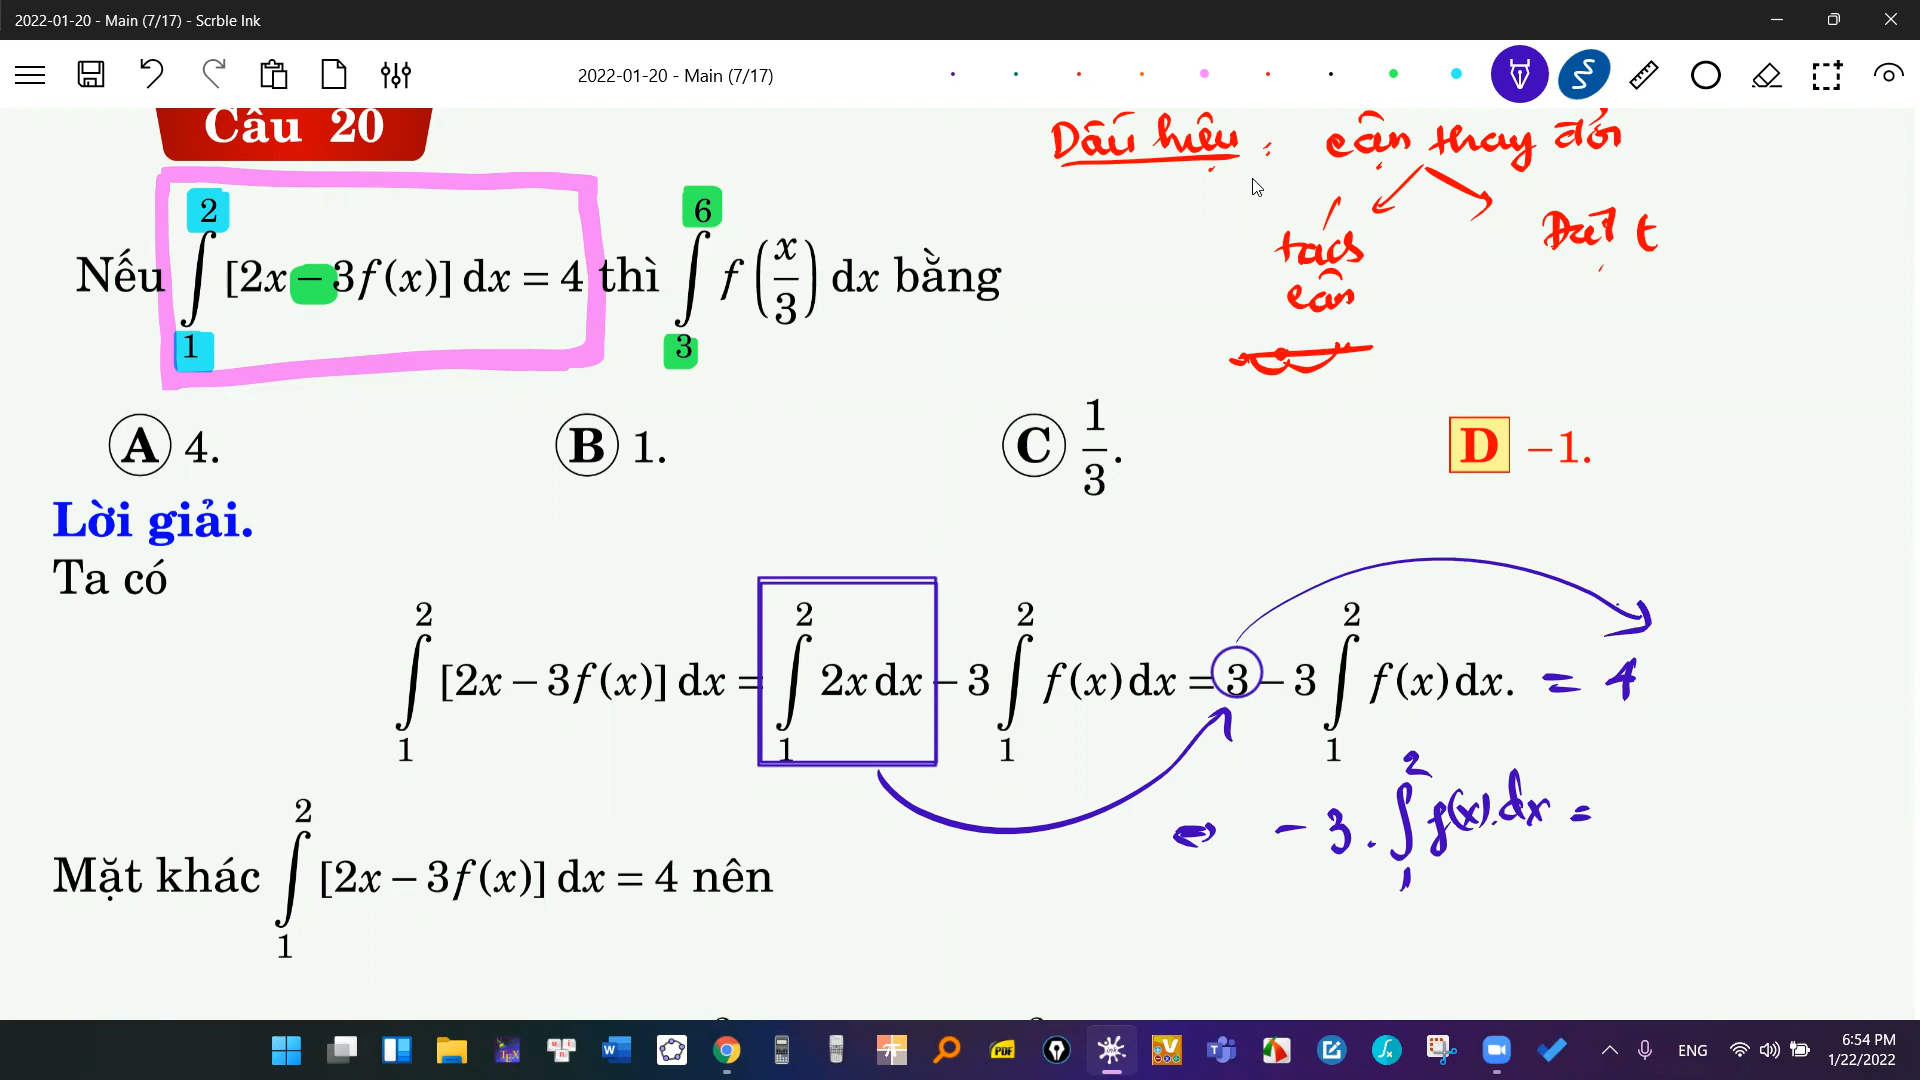 2022-01-20 - Main (7/17) - Scrble Ink
2022-01-20 - Main (7/17)
Câu 20
Dấu hiệu : cận thay đổi
tách
cận
Đặt t
Nếu ∫₁² [2x − 3f(x)] dx = 4 thì ∫₃⁶ f(x/3) dx bằng
A 4. B 1. C 1/3. D −1.
Lời giải.
Ta có
∫₁² [2x − 3f(x)] dx = ∫₁² 2x dx − 3 ∫₁² f(x) dx = 3 − 3 ∫₁² f(x) dx. = 4
⇔ − 3 . ∫₁² f(x).dx =
Mặt khác ∫₁² [2x − 3f(x)] dx = 4 nên
ENG
6:54 PM
1/22/2022